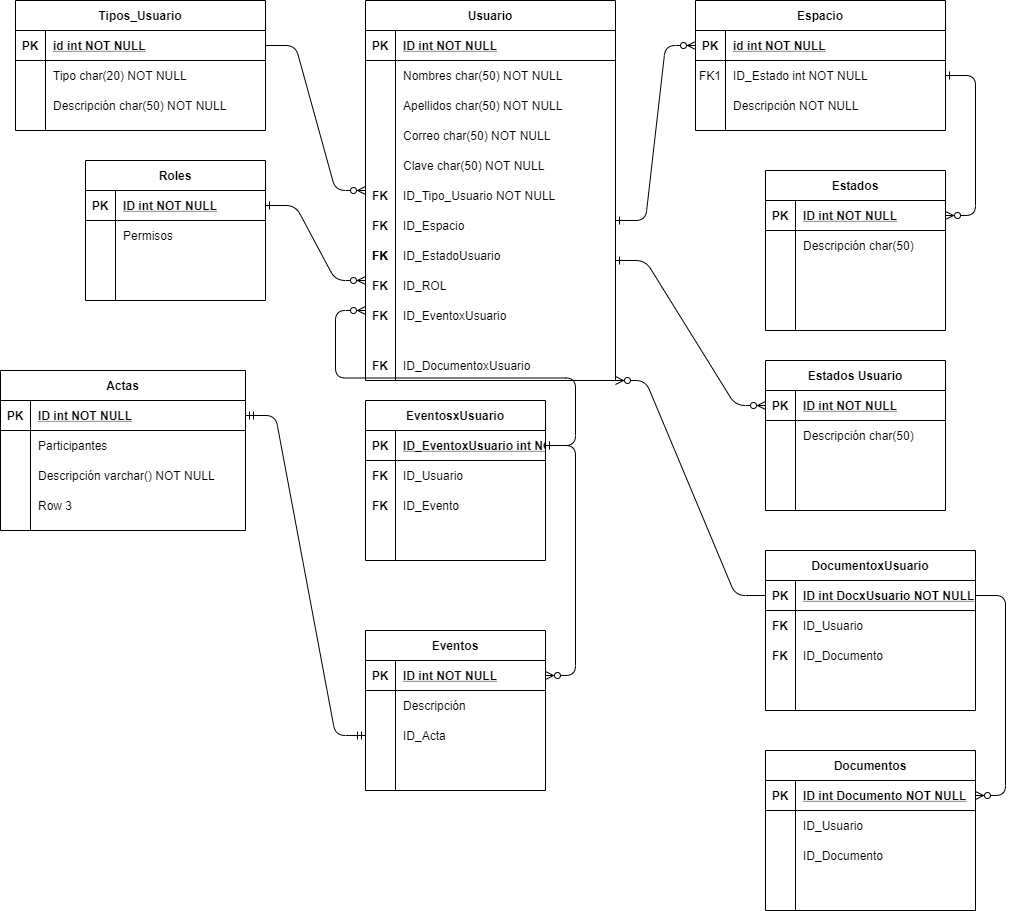 Tipos_Usuario
PK id int NOT NULL
Tipo char(20) NOT NULL
Descripción char(50) NOT NULL
Roles
PK ID int NOT NULL
Permisos
Actas
PK ID int NOT NULL
Participantes
Descripción varchar() NOT NULL
Row 3
Usuario
PK ID int NOT NULL
Nombres char(50) NOT NULL
Apellidos char(50) NOT NULL
Correo char(50) NOT NULL
Clave char(50) NOT NULL
FK ID_Tipo_Usuario NOT NULL
FK ID_Espacio
FK ID_EstadoUsuario
FK ID_ROL
FK ID_EventoxUsuario
FK ID_DocumentoxUsuario
EventosxUsuario
PK ID_EventoxUsuario int N
FK ID_Usuario
FK ID_Evento
Eventos
PK ID int NOT NULL
Descripción
ID_Acta
Espacio
PK id int NOT NULL
FK1 ID_Estado int NOT NULL
Descripción NOT NULL
Estados
PK ID int NOT NULL
Descripción char(50)
Estados Usuario
PK ID int NOT NULL
Descripción char(50)
DocumentoxUsuario
PK ID int DocxUsuario NOT NULL
FK ID_Usuario
FK ID_Documento
Documentos
PK ID int Documento NOT NULL
ID_Usuario
ID_Documento